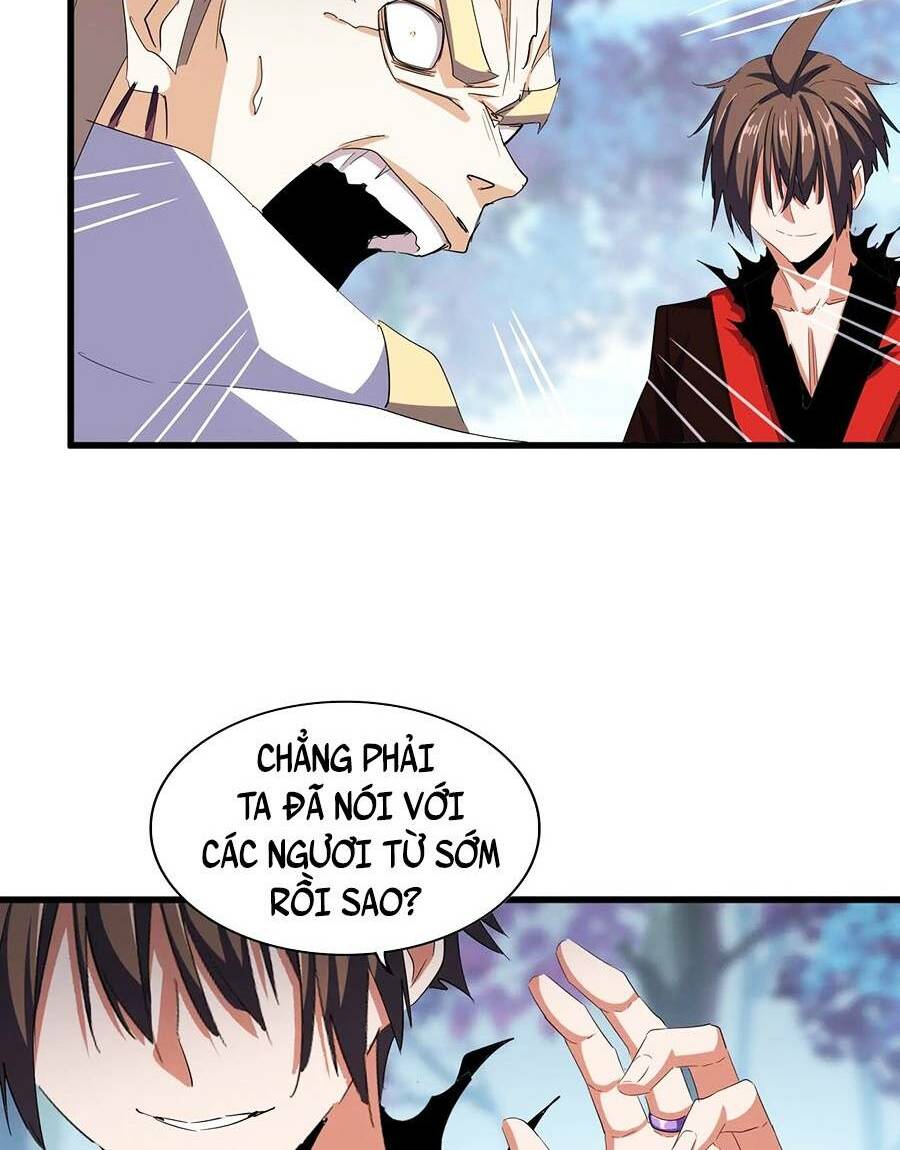 CHẲNG PHẢI
TA ĐÃ NÓI VỚI
CÁC NGƯƠI TỪ SỚM
RỒI SAO?